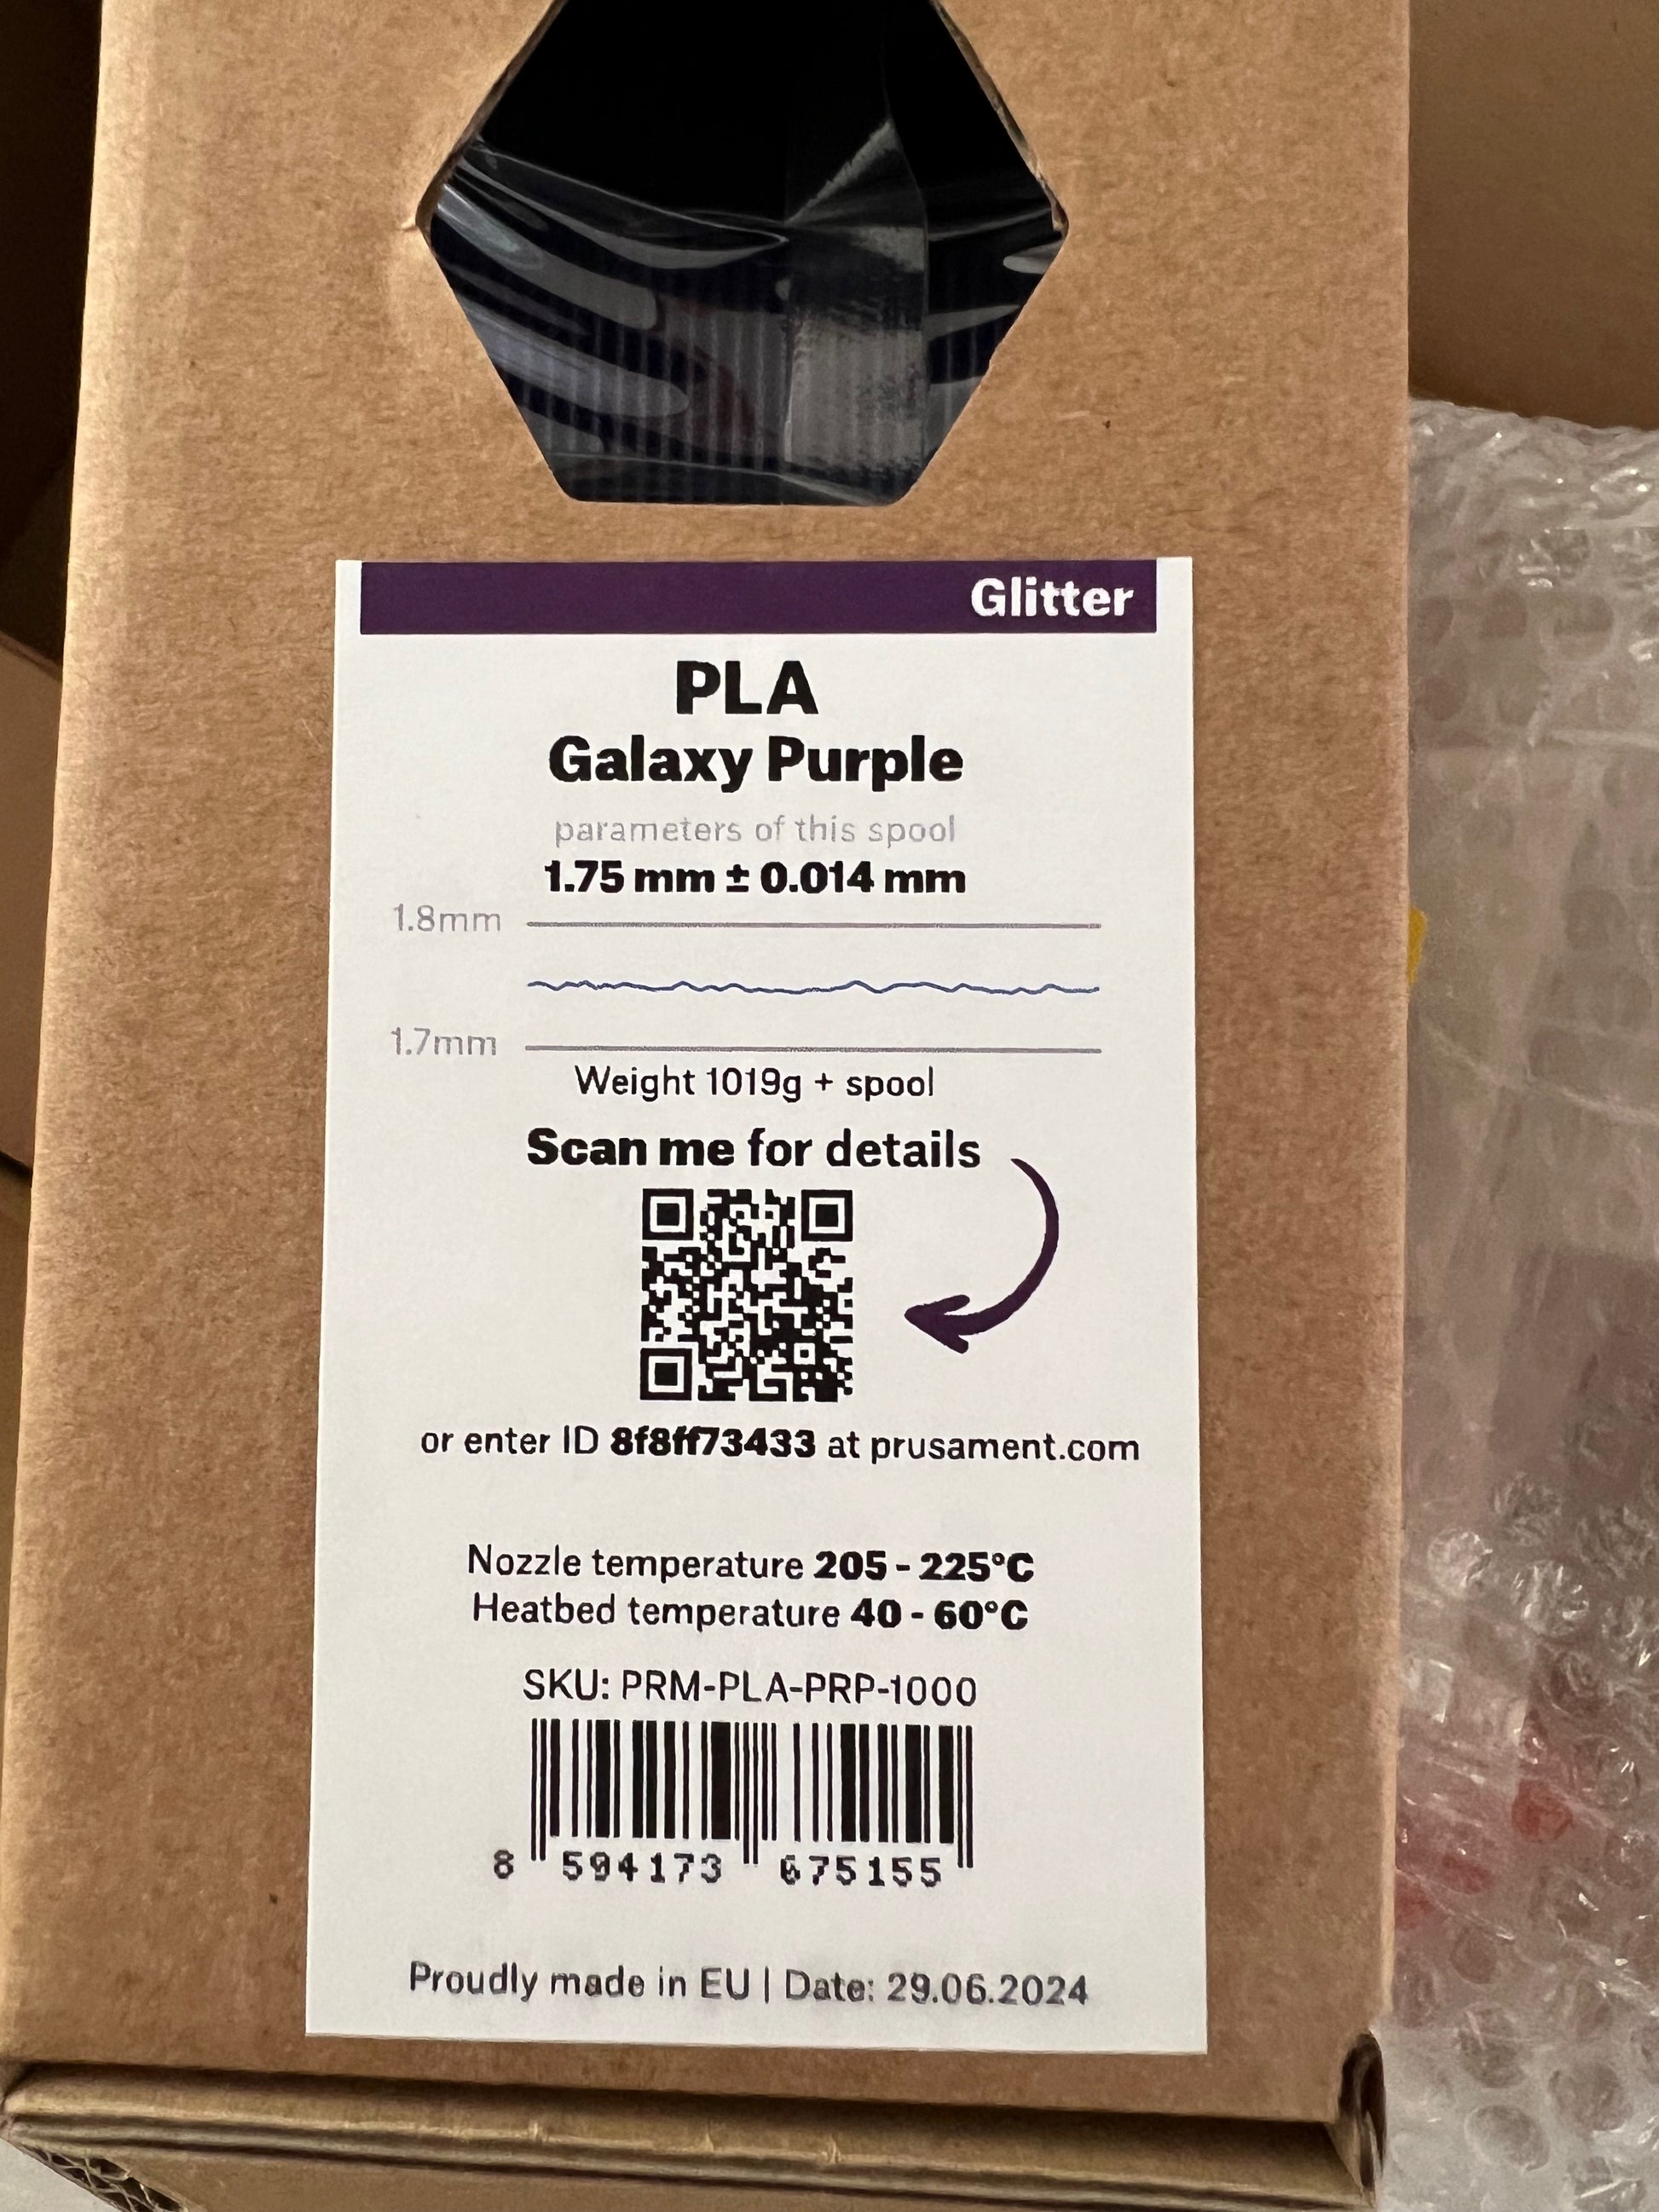 Glitter
PLA
Galaxy Purple
parameters of this spool
1.75 mm ± 0.014 mm
1.8mm
1.7mm
Weight 1019g + spool
Scan me for details
or enter ID 8f8ff73433 at prusament.com
Nozzle temperature 205 - 225°C
Heatbed temperature 40 - 60°C
SKU: PRM-PLA-PRP-1000
8 594173 675155
Proudly made in EU | Date: 29.06.2024